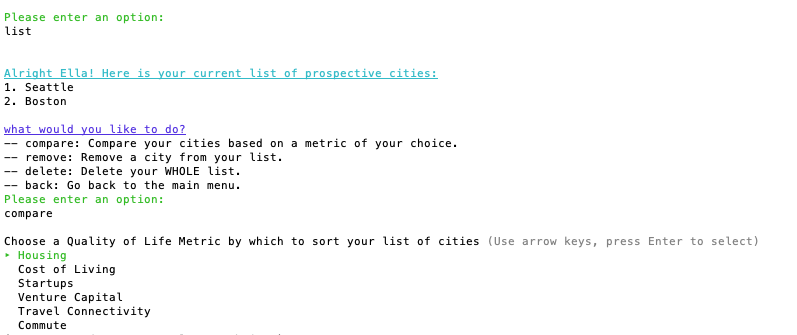 Please enter an option:
list
Alright Ella! Here is your current list of prospective cities:
1. Seattle
2. Boston
what would you like to do?
-- compare: Compare your cities based on a metric of your choice.
-- remove: Remove a city from your list.
-- delete: Delete your WHOLE list.
-- back: Go back to the main menu.
Please enter an option:
compare
Choose a Quality of Life Metric by which to sort your list of cities (Use arrow keys, press Enter to select)
‣ Housing
Cost of Living
Startups
Venture Capital
Travel Connectivity
Commute